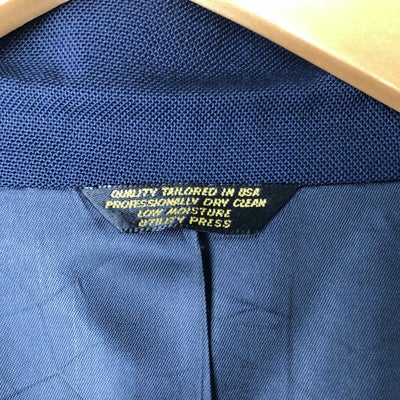 QUALITY TAILORED IN USA
PROFESSIONALLY DRY CLEAN
LOW MOISTURE
UTILITY PRESS